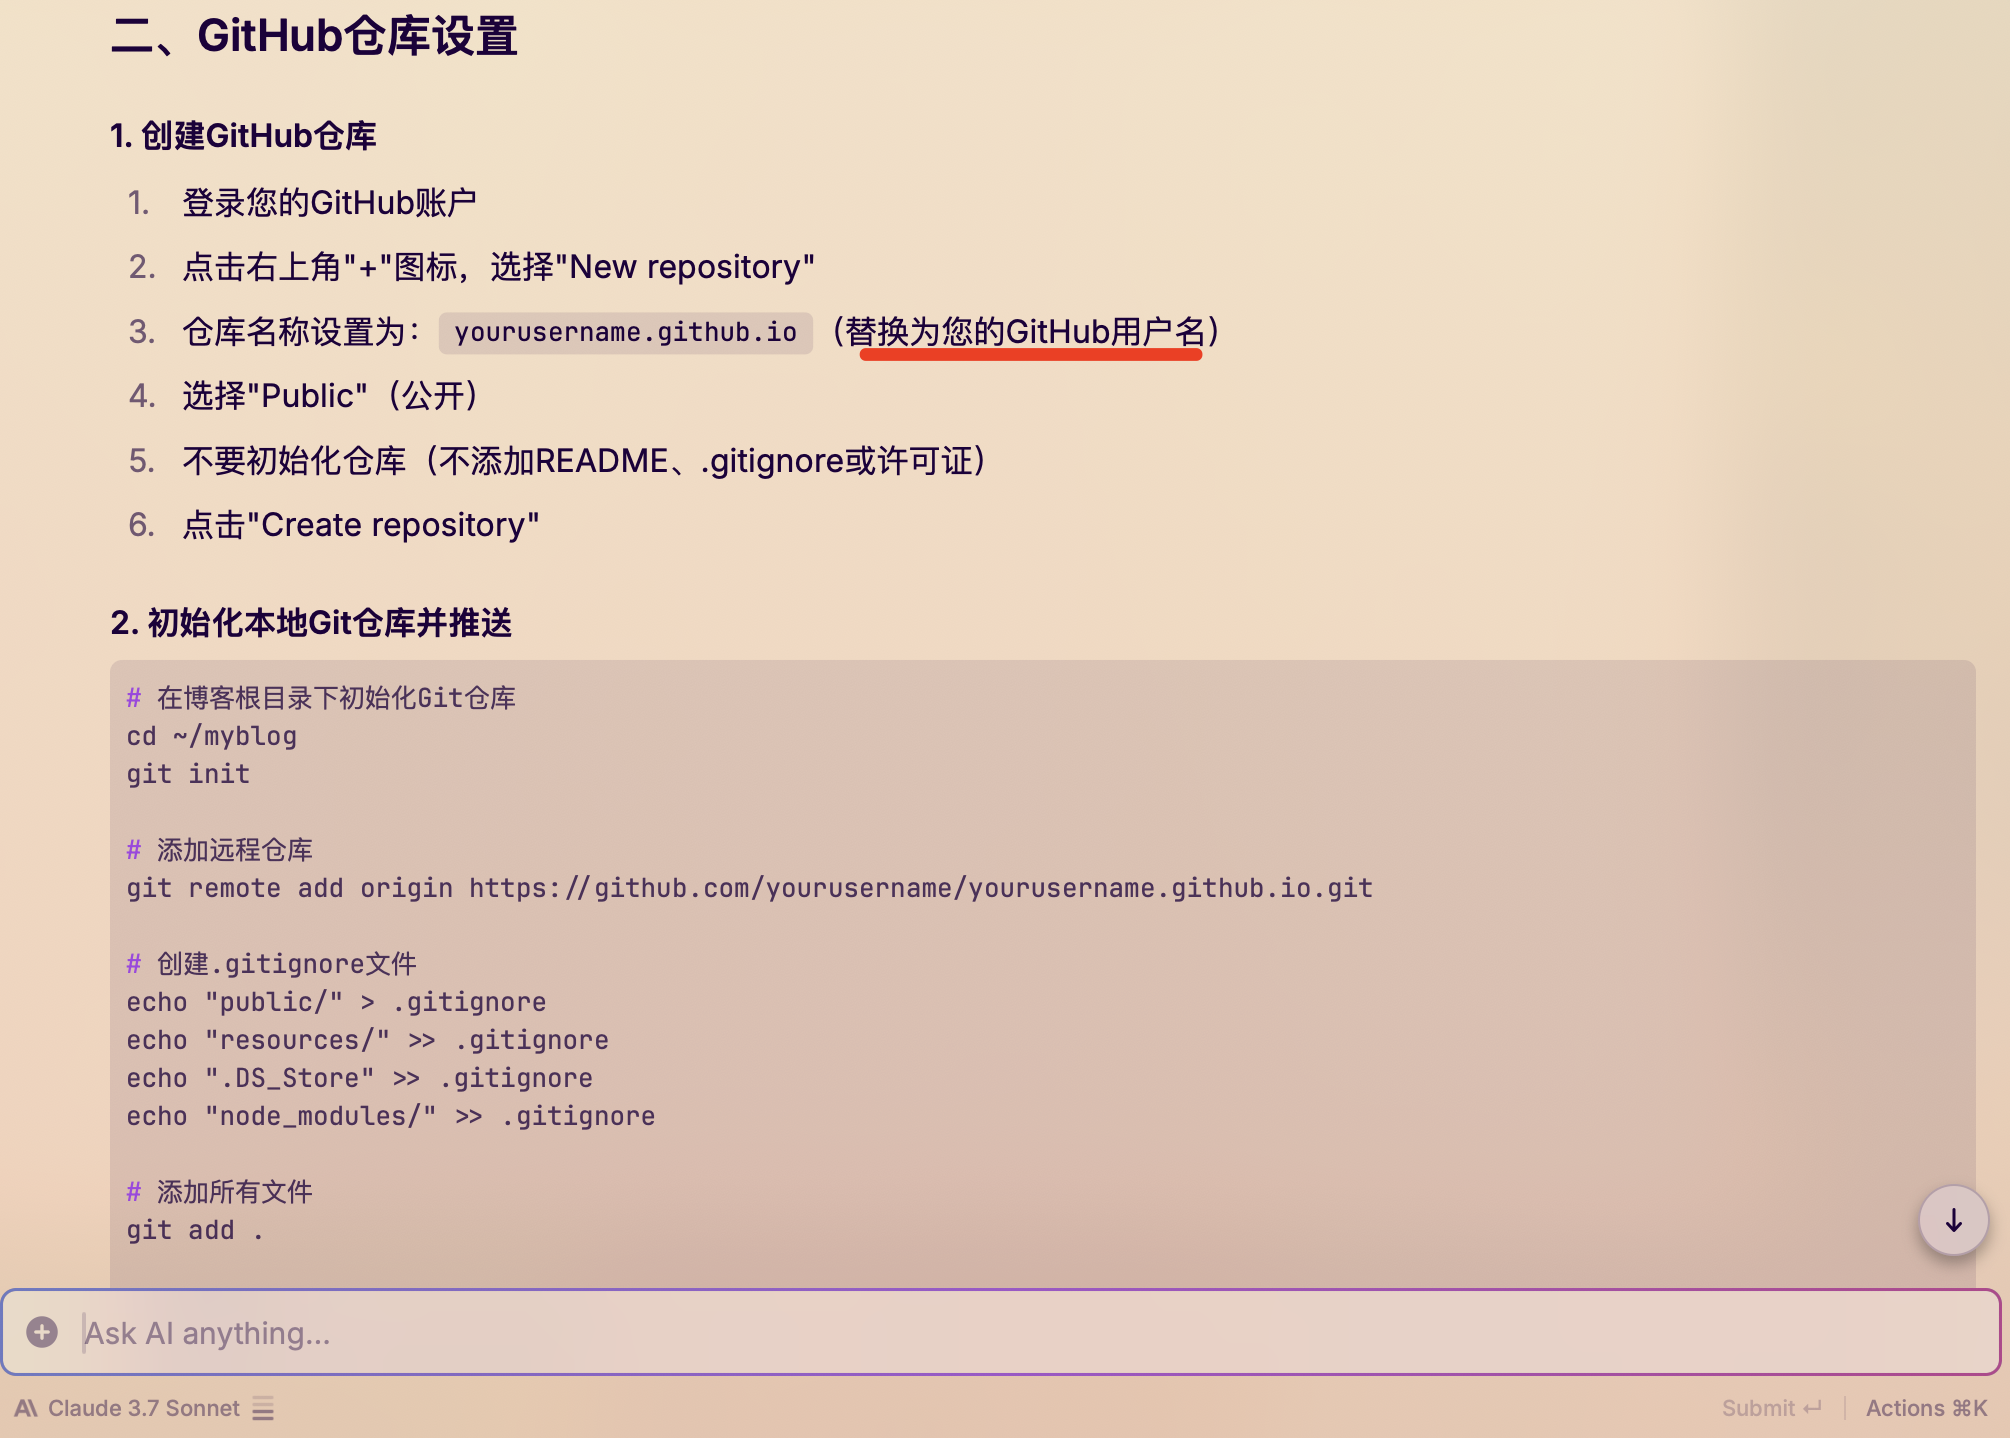 二、GitHub仓库设置
1. 创建GitHub仓库
1. 登录您的GitHub账户
2. 点击右上角"+"图标，选择"New repository"
3. 仓库名称设置为： yourusername.github.io （替换为您的GitHub用户名）
4. 选择"Public"（公开）
5. 不要初始化仓库（不添加README、.gitignore或许可证）
6. 点击"Create repository"
2. 初始化本地Git仓库并推送
# 在博客根目录下初始化Git仓库
cd ~/myblog
git init
# 添加远程仓库
git remote add origin https://github.com/yourusername/yourusername.github.io.git
# 创建.gitignore文件
echo "public/" > .gitignore
echo "resources/" >> .gitignore
echo ".DS_Store" >> .gitignore
echo "node_modules/" >> .gitignore
# 添加所有文件
git add .
Ask AI anything...
Claude 3.7 Sonnet
Submit ↵ Actions ⌘K